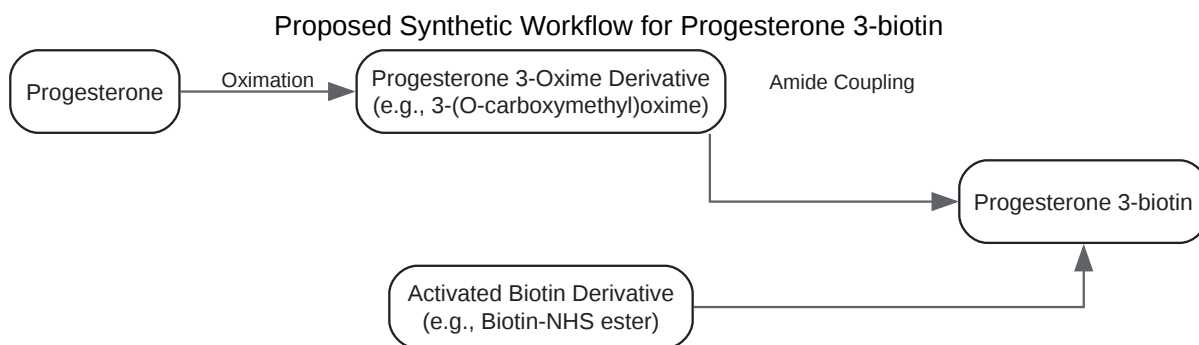 Proposed Synthetic Workflow for Progesterone 3-biotin
Progesterone
Oximation
Progesterone 3-Oxime Derivative
(e.g., 3-(O-carboxymethyl)oxime)
Amide Coupling
Progesterone 3-biotin
Activated Biotin Derivative
(e.g., Biotin-NHS ester)